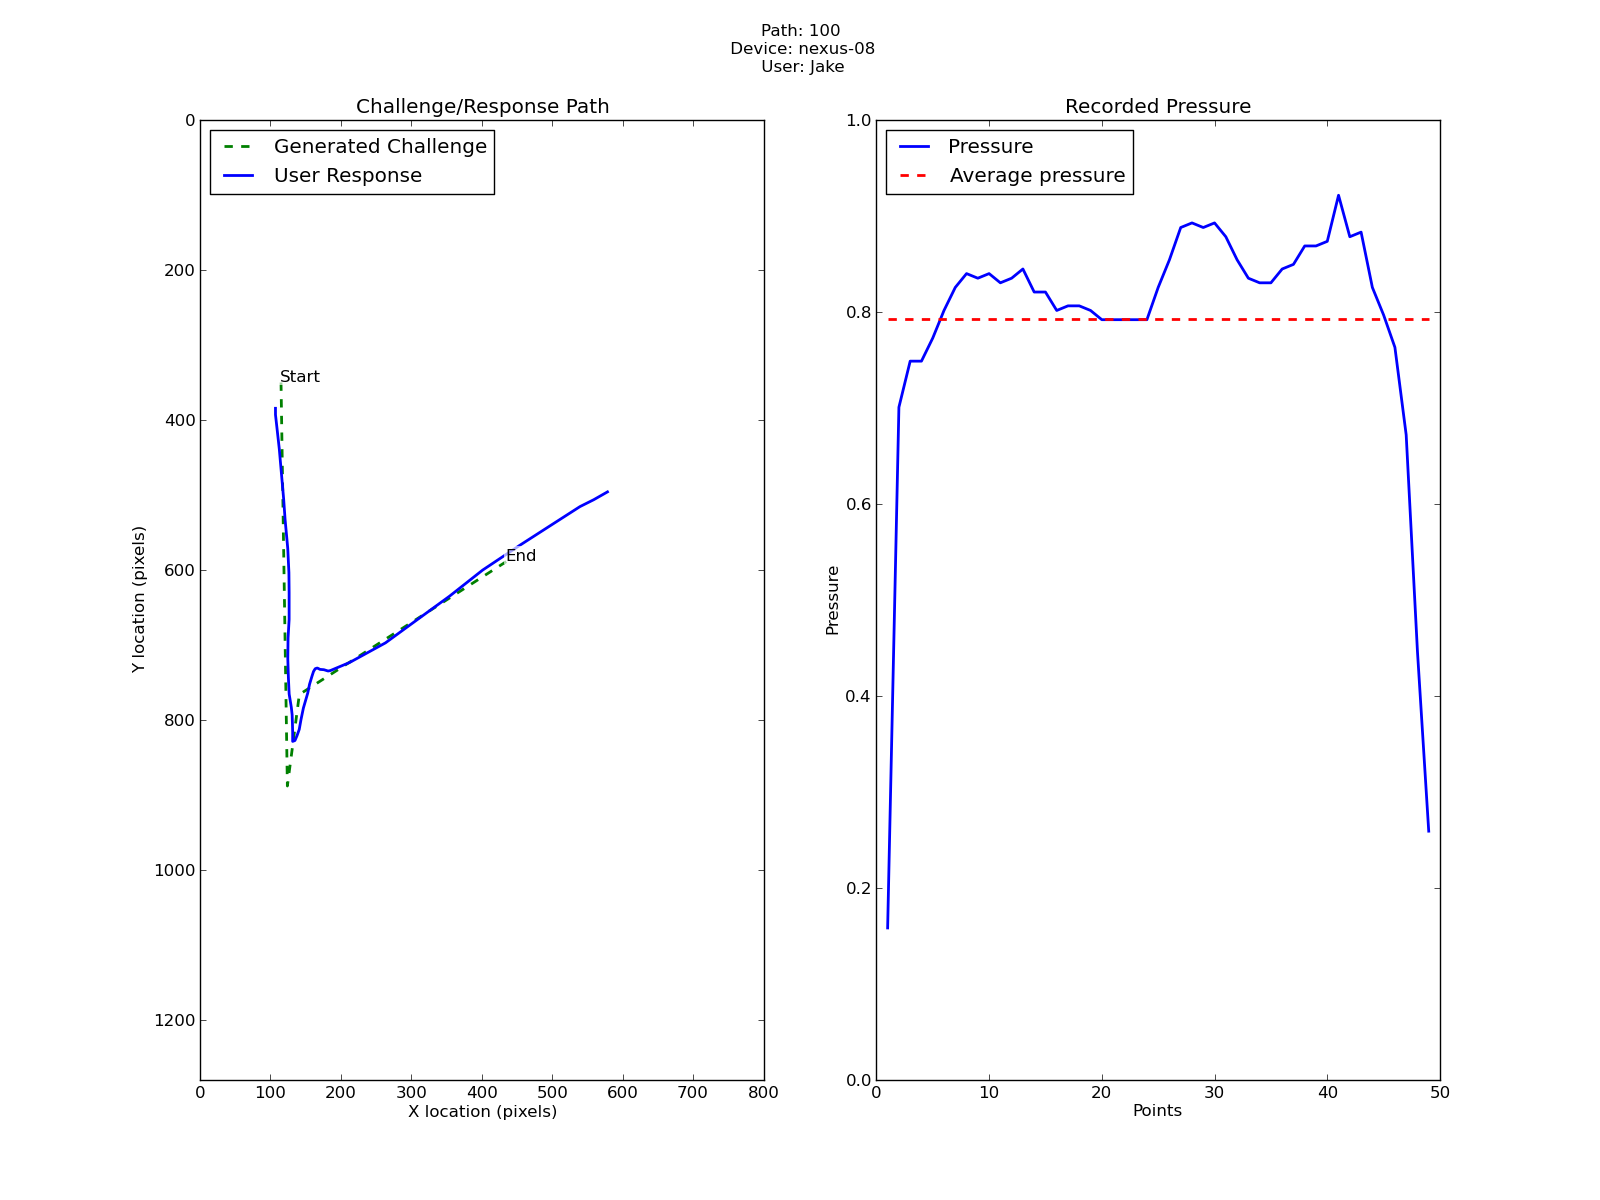 Path: 100
Device: nexus-08
User: Jake
Challenge/Response Path
Generated Challenge
User Response
0
200
400
600
800
1000
1200
Y location (pixels)
Start
End
0 100 200 300 400 500 600 700 800
X location (pixels)
Recorded Pressure
Pressure
Average pressure
1.0
0.8
0.6
0.4
0.2
0.0
Pressure
0 10 20 30 40 50
Points